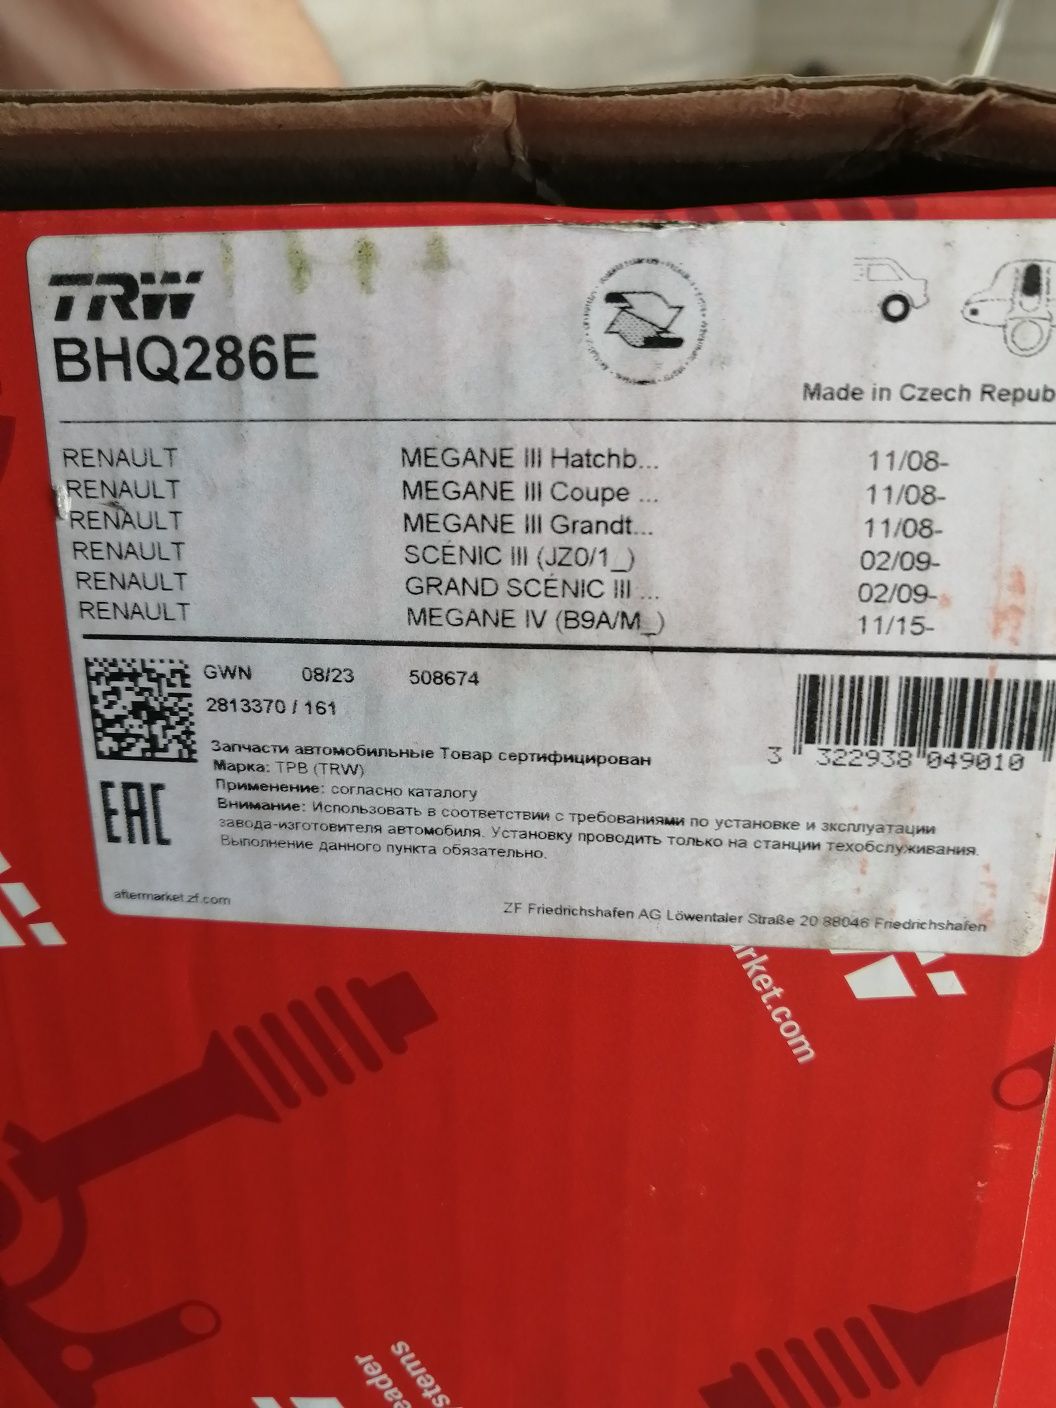 TRW
BHQ286E
Made in Czech Repub
RENAULT MEGANE III Hatchb... 11/08-
RENAULT MEGANE III Coupe ... 11/08-
RENAULT MEGANE III Grandt... 11/08-
RENAULT SCÉNIC III (JZ0/1_) 02/09-
RENAULT GRAND SCÉNIC III ... 02/09-
RENAULT MEGANE IV (B9A/M_) 11/15-
GWN 08/23 508674
2813370 / 161
3 322938 049010
Запчасти автомобильные Товар сертифицирован
Марка: ТРВ (TRW)
Применение: согласно каталогу
Внимание: Использовать в соответствии с требованиями по установке и эксплуатации
завода-изготовителя автомобиля. Установку проводить только на станции техобслуживания.
Выполнение данного пункта обязательно.
EAC
aftermarket.zf.com
ZF Friedrichshafen AG Löwentaler Straße 20 88046 Friedrichshafen
rket.com
eader
ystems